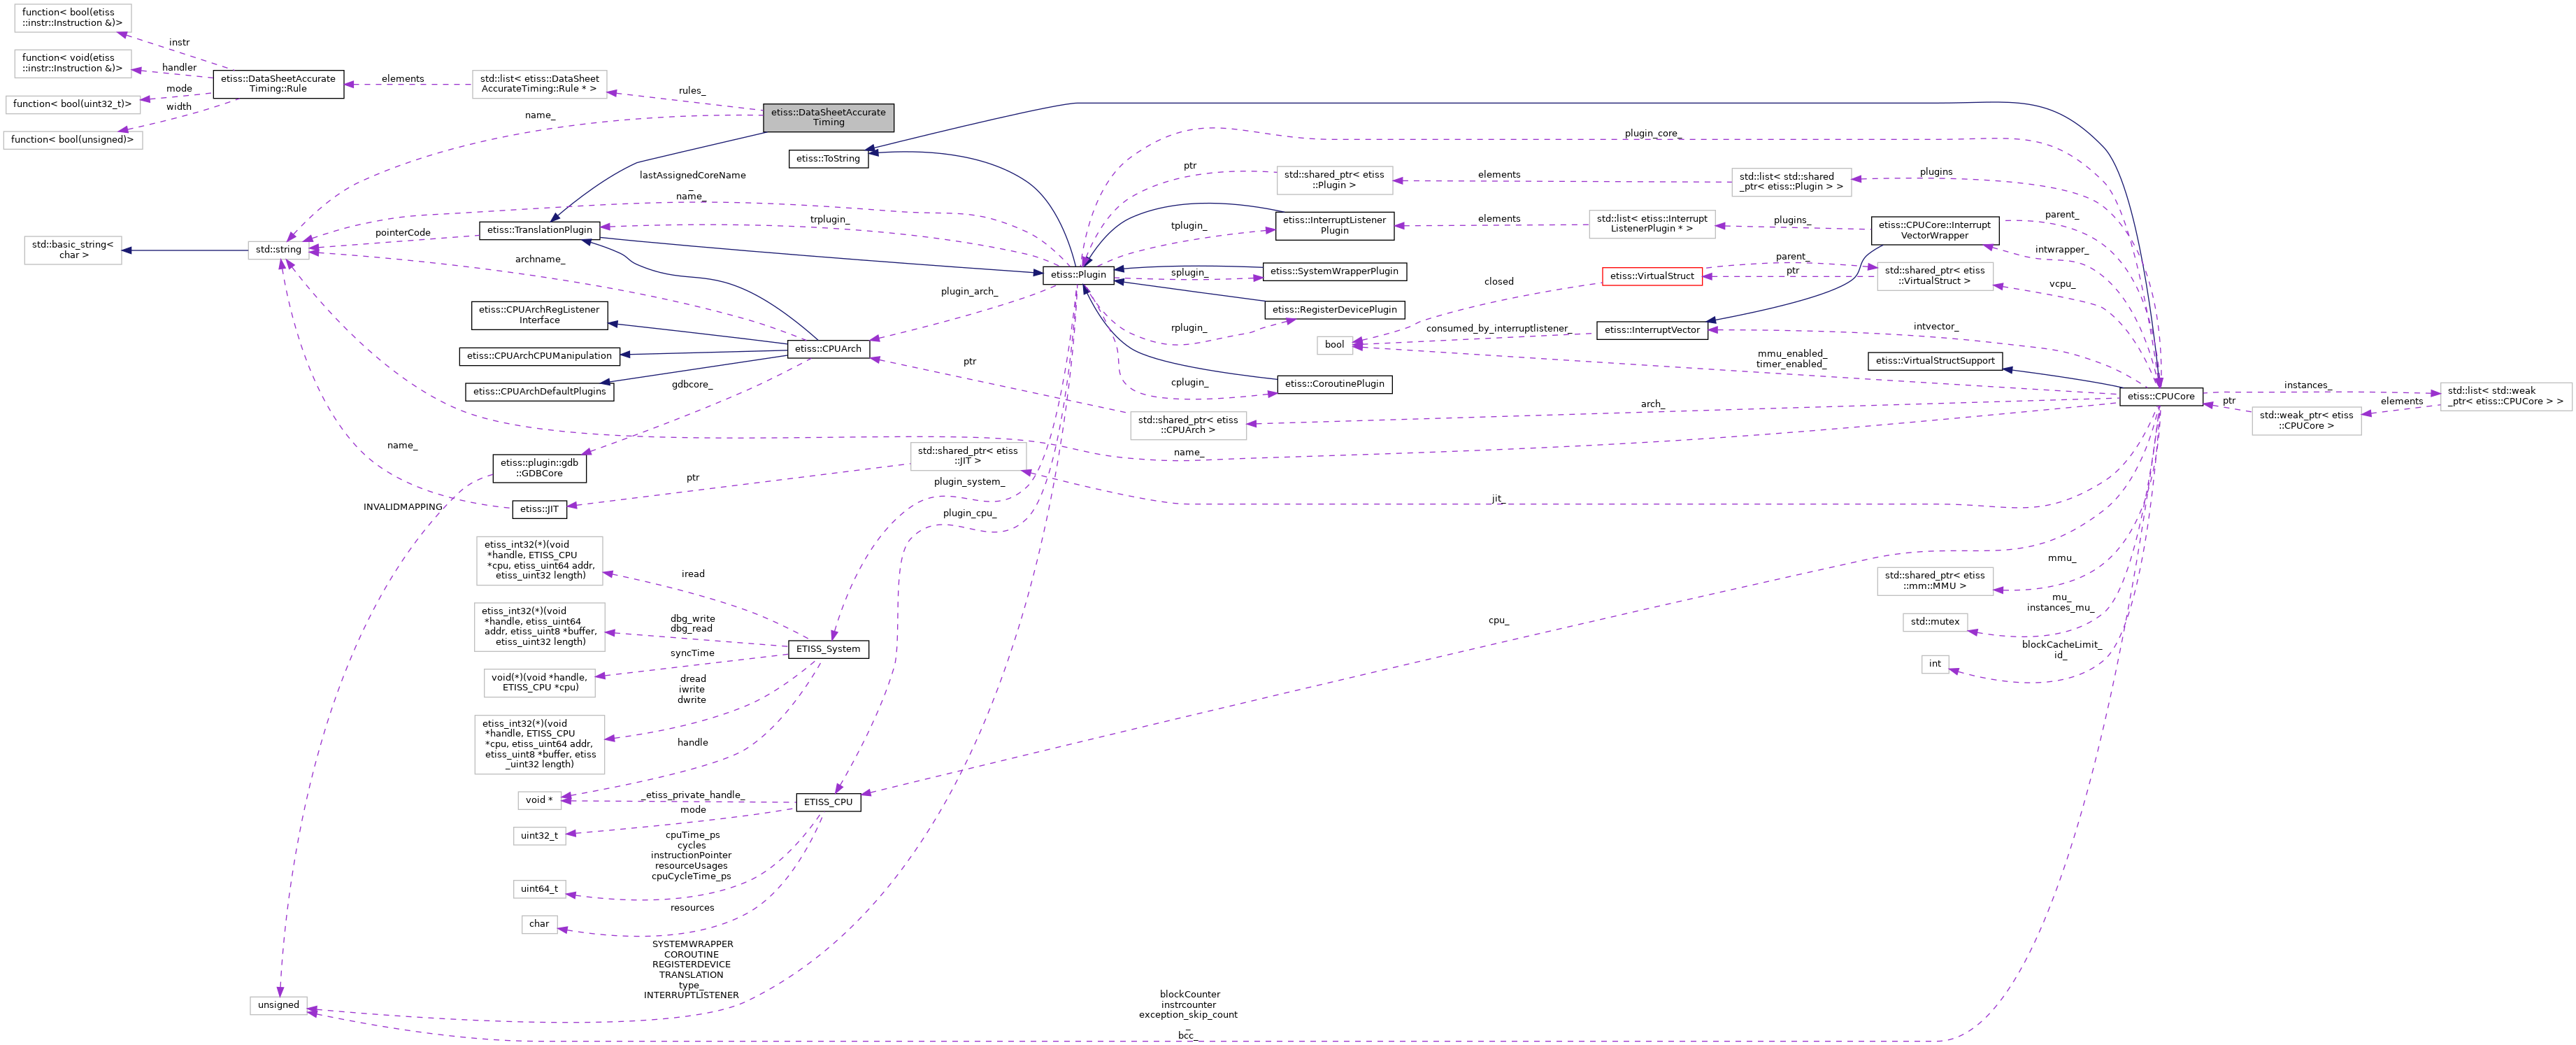 function< bool(etiss
::instr::Instruction &)>
instr
function< void(etiss
::instr::Instruction &)>
handler
etiss::DataSheetAccurate
Timing::Rule
elements
std::list< etiss::DataSheet
AccurateTiming::Rule * >
rules_
mode
function< bool(uint32_t)>
width
function< bool(unsigned)>
name_
etiss::DataSheetAccurate
Timing
etiss::ToString
plugin_core_
lastAssignedCoreName
_
name_
ptr
std::shared_ptr< etiss
::Plugin >
elements
std::list< std::shared
_ptr< etiss::Plugin > >
plugins
std::basic_string<
char >
std::string
pointerCode
etiss::TranslationPlugin
trplugin_
tplugin_
etiss::InterruptListener
Plugin
elements
std::list< etiss::Interrupt
ListenerPlugin * >
plugins_
etiss::CPUCore::Interrupt
VectorWrapper
parent_
archname_
etiss::Plugin
splugin_
etiss::SystemWrapperPlugin
etiss::VirtualStruct
parent_
ptr
std::shared_ptr< etiss
::VirtualStruct >
intwrapper_
vcpu_
closed
plugin_arch_
etiss::CPUArchRegListener
Interface
rplugin_
etiss::RegisterDevicePlugin
consumed_by_interruptlistener_
bool
etiss::InterruptVector
intvector_
etiss::CPUArch
etiss::CPUArchCPUManipulation
mmu_enabled_
timer_enabled_
etiss::VirtualStructSupport
ptr
etiss::CPUArchDefaultPlugins
gdbcore_
cplugin_
etiss::CoroutinePlugin
etiss::CPUCore
instances_
std::list< std::weak
_ptr< etiss::CPUCore > >
arch_
std::shared_ptr< etiss
::CPUArch >
ptr
elements
std::weak_ptr< etiss
::CPUCore >
name_
name_
etiss::plugin::gdb
::GDBCore
std::shared_ptr< etiss
::JIT >
ptr
plugin_system_
jit_
INVALIDMAPPING
etiss::JIT
plugin_cpu_
etiss_int32(*)(void
*handle, ETISS_CPU
*cpu, etiss_uint64 addr,
etiss_uint32 length)
iread
mmu_
std::shared_ptr< etiss
::mm::MMU >
etiss_int32(*)(void
*handle, etiss_uint64
addr, etiss_uint8 *buffer,
etiss_uint32 length)
dbg_write
dbg_read
cpu_
mu_
instances_mu_
std::mutex
syncTime
ETISS_System
blockCacheLimit_
id_
int
void(*)(void *handle,
ETISS_CPU *cpu)
dread
iwrite
dwrite
etiss_int32(*)(void
*handle, ETISS_CPU
*cpu, etiss_uint64 addr,
etiss_uint8 *buffer, etiss
_uint32 length)
handle
void *
_etiss_private_handle_
ETISS_CPU
mode
uint32_t
cpuTime_ps
cycles
instructionPointer
resourceUsages
cpuCycleTime_ps
uint64_t
resources
char
SYSTEMWRAPPER
COROUTINE
REGISTERDEVICE
TRANSLATION
type_
INTERRUPTLISTENER
unsigned
blockCounter
instrcounter
exception_skip_count
_
bcc_